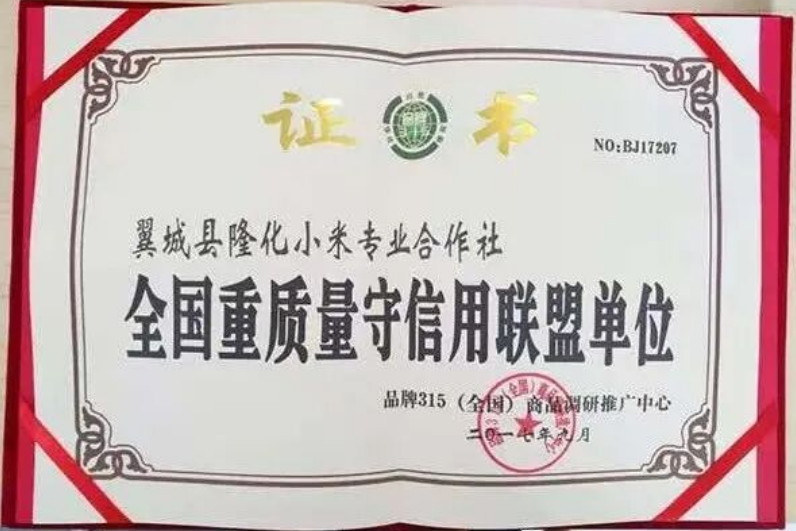 证 书
NO:BJ17207
翼城县隆化小米专业合作社
全国重质量守信用联盟单位
品牌315（全国）商品调研推广中心
二〇一七年九月